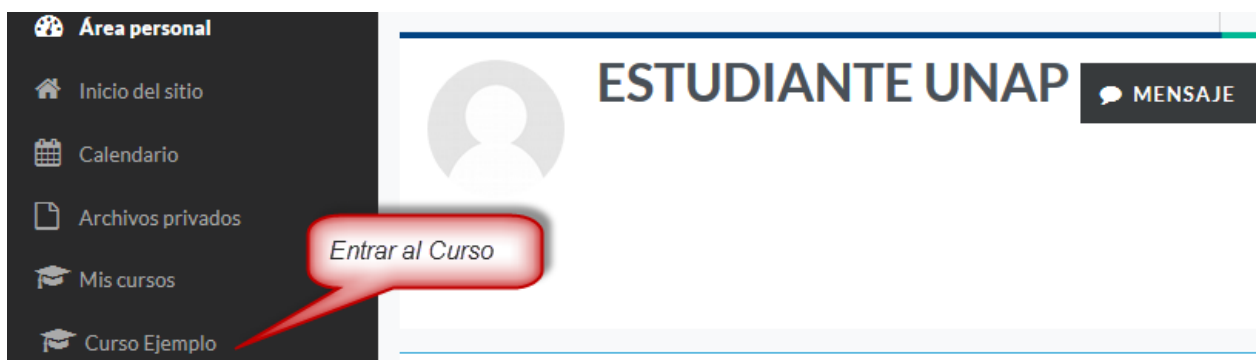 Área personal
Inicio del sitio
Calendario
Archivos privados
Mis cursos
Curso Ejemplo
ESTUDIANTE UNAP
MENSAJE
Entrar al Curso